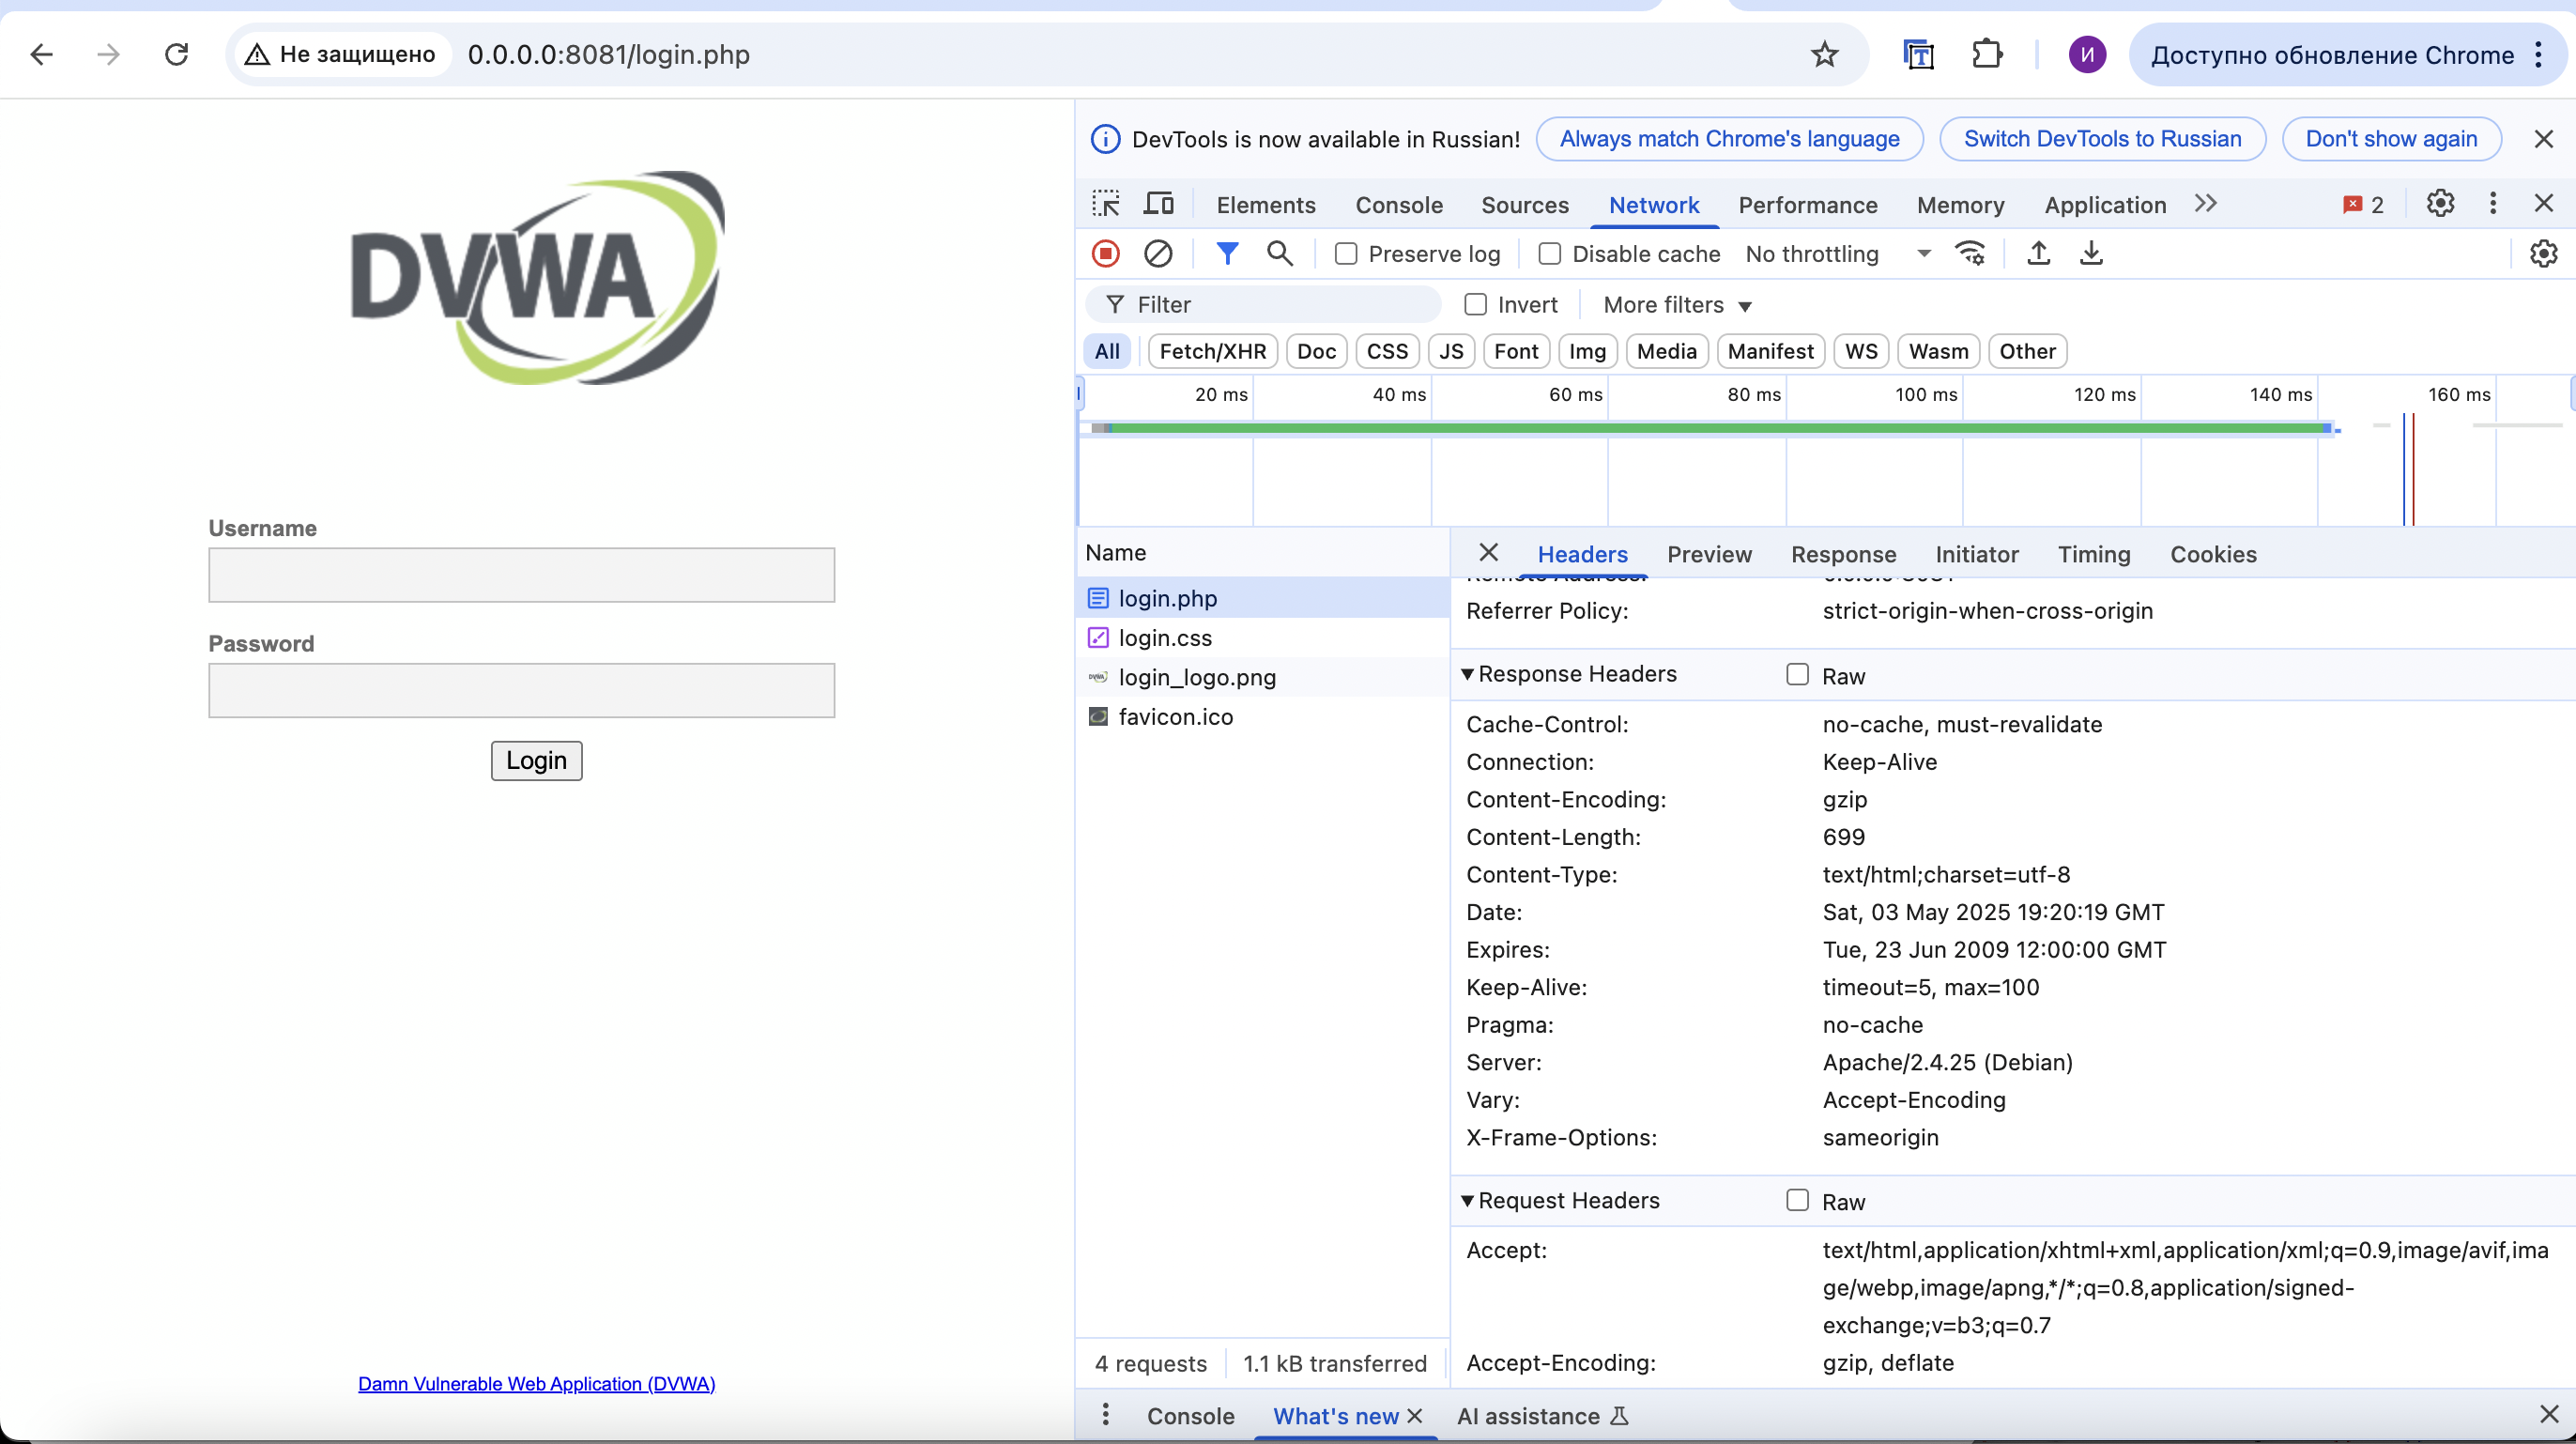 Не защищено 0.0.0.0:8081/login.php
И
Доступно обновление Chrome
DVWA
Username
Password
Login
Damn Vulnerable Web Application (DVWA)
DevTools is now available in Russian! Always match Chrome's language Switch DevTools to Russian Don't show again
Elements Console Sources Network Performance Memory Application 2
Preserve log Disable cache No throttling
Filter Invert More filters
All Fetch/XHR Doc CSS JS Font Img Media Manifest WS Wasm Other
20 ms 40 ms 60 ms 80 ms 100 ms 120 ms 140 ms 160 ms
Name
login.php
login.css
login_logo.png
favicon.ico
4 requests 1.1 kB transferred
Headers Preview Response Initiator Timing Cookies
Referrer Policy: strict-origin-when-cross-origin
Response Headers Raw
Cache-Control: no-cache, must-revalidate
Connection: Keep-Alive
Content-Encoding: gzip
Content-Length: 699
Content-Type: text/html;charset=utf-8
Date: Sat, 03 May 2025 19:20:19 GMT
Expires: Tue, 23 Jun 2009 12:00:00 GMT
Keep-Alive: timeout=5, max=100
Pragma: no-cache
Server: Apache/2.4.25 (Debian)
Vary: Accept-Encoding
X-Frame-Options: sameorigin
Request Headers Raw
Accept: text/html,application/xhtml+xml,application/xml;q=0.9,image/avif,ima
ge/webp,image/apng,*/*;q=0.8,application/signed-
exchange;v=b3;q=0.7
Accept-Encoding: gzip, deflate
Console What's new AI assistance